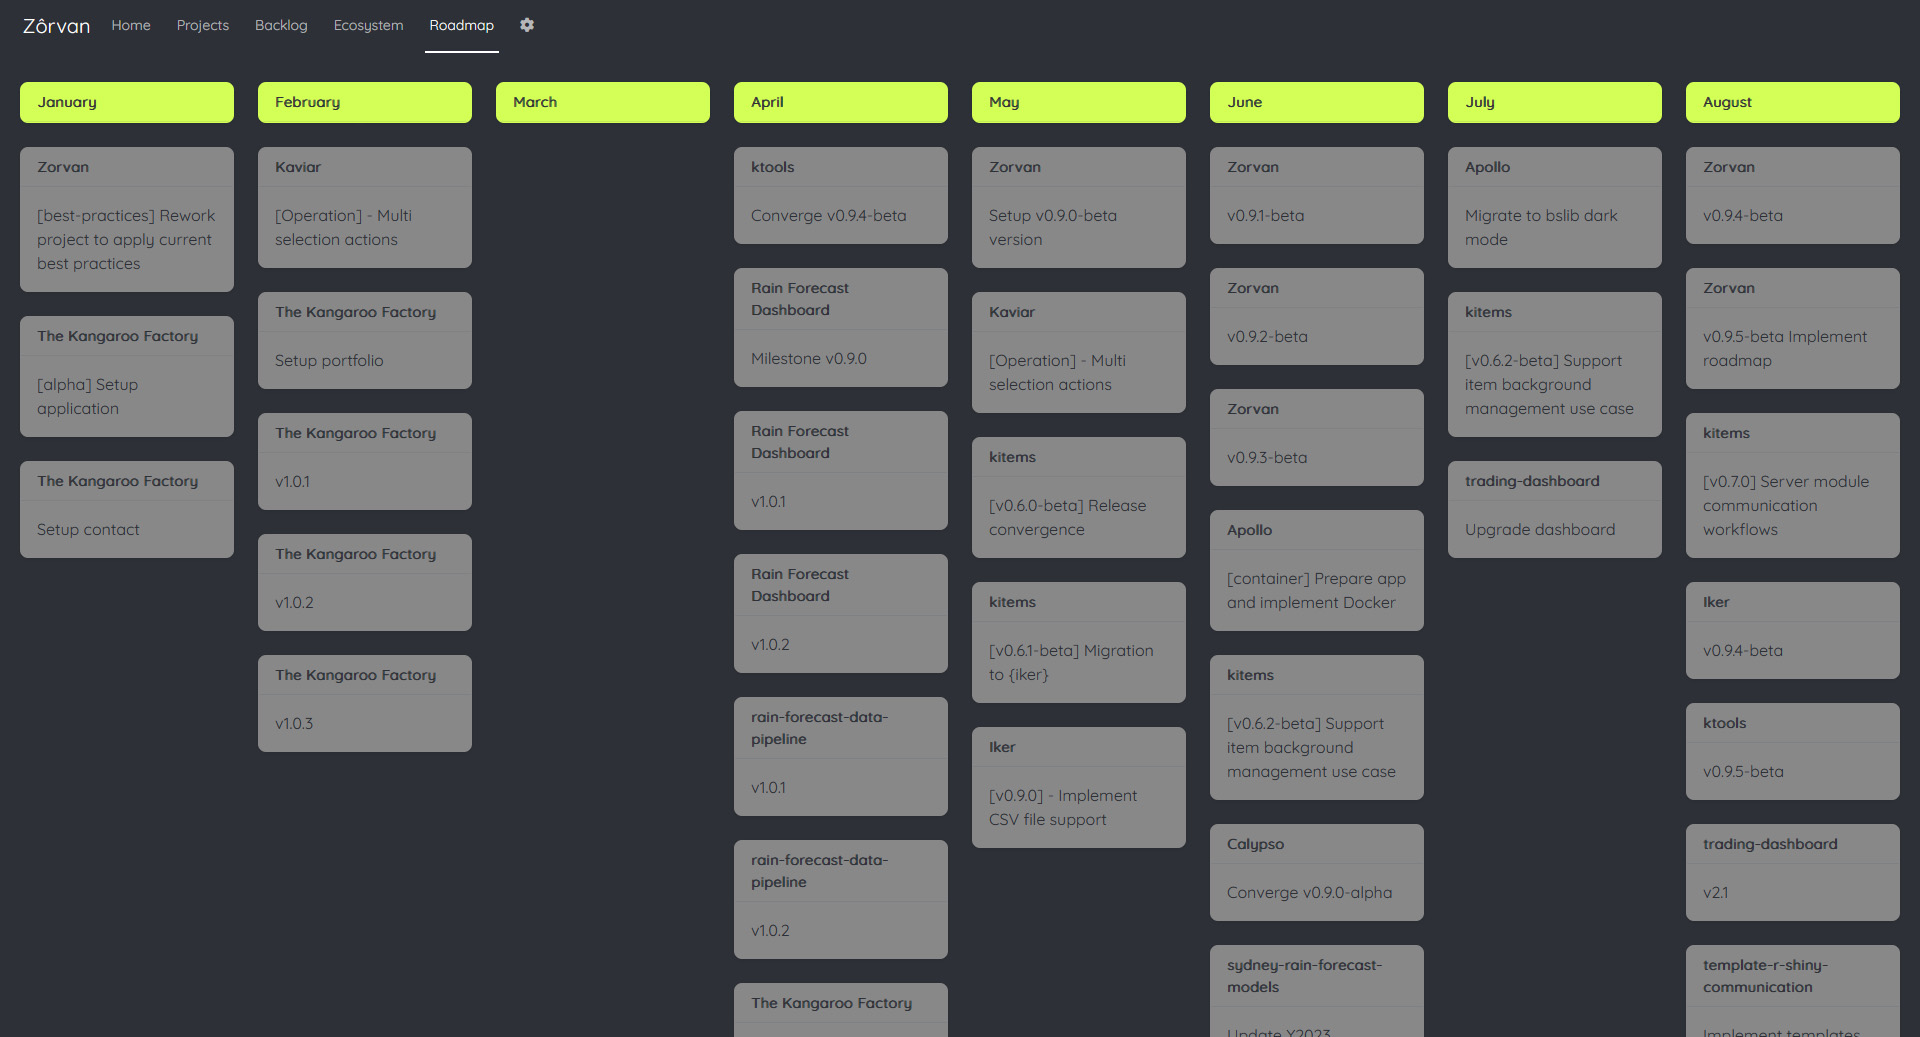 Zôrvan
Home
Projects
Backlog
Ecosystem
Roadmap
January
Zorvan
[best-practices] Rework
project to apply current
best practices
The Kangaroo Factory
[alpha] Setup
application
The Kangaroo Factory
Setup contact
February
Kaviar
[Operation] - Multi
selection actions
The Kangaroo Factory
Setup portfolio
The Kangaroo Factory
v1.0.1
The Kangaroo Factory
v1.0.2
The Kangaroo Factory
v1.0.3
March
April
ktools
Converge v0.9.4-beta
Rain Forecast
Dashboard
Milestone v0.9.0
Rain Forecast
Dashboard
v1.0.1
Rain Forecast
Dashboard
v1.0.2
rain-forecast-data-
pipeline
v1.0.1
rain-forecast-data-
pipeline
v1.0.2
The Kangaroo Factory
May
Zorvan
Setup v0.9.0-beta
version
Kaviar
[Operation] - Multi
selection actions
kitems
[v0.6.0-beta] Release
convergence
kitems
[v0.6.1-beta] Migration
to {iker}
Iker
[v0.9.0] - Implement
CSV file support
June
Zorvan
v0.9.1-beta
Zorvan
v0.9.2-beta
Zorvan
v0.9.3-beta
Apollo
[container] Prepare app
and implement Docker
kitems
[v0.6.2-beta] Support
item background
management use case
Calypso
Converge v0.9.0-alpha
sydney-rain-forecast-
models
Update Y2023
July
Apollo
Migrate to bslib dark
mode
kitems
[v0.6.2-beta] Support
item background
management use case
trading-dashboard
Upgrade dashboard
August
Zorvan
v0.9.4-beta
Zorvan
v0.9.5-beta Implement
roadmap
kitems
[v0.7.0] Server module
communication
workflows
Iker
v0.9.4-beta
ktools
v0.9.5-beta
trading-dashboard
v2.1
template-r-shiny-
communication
Implement templates